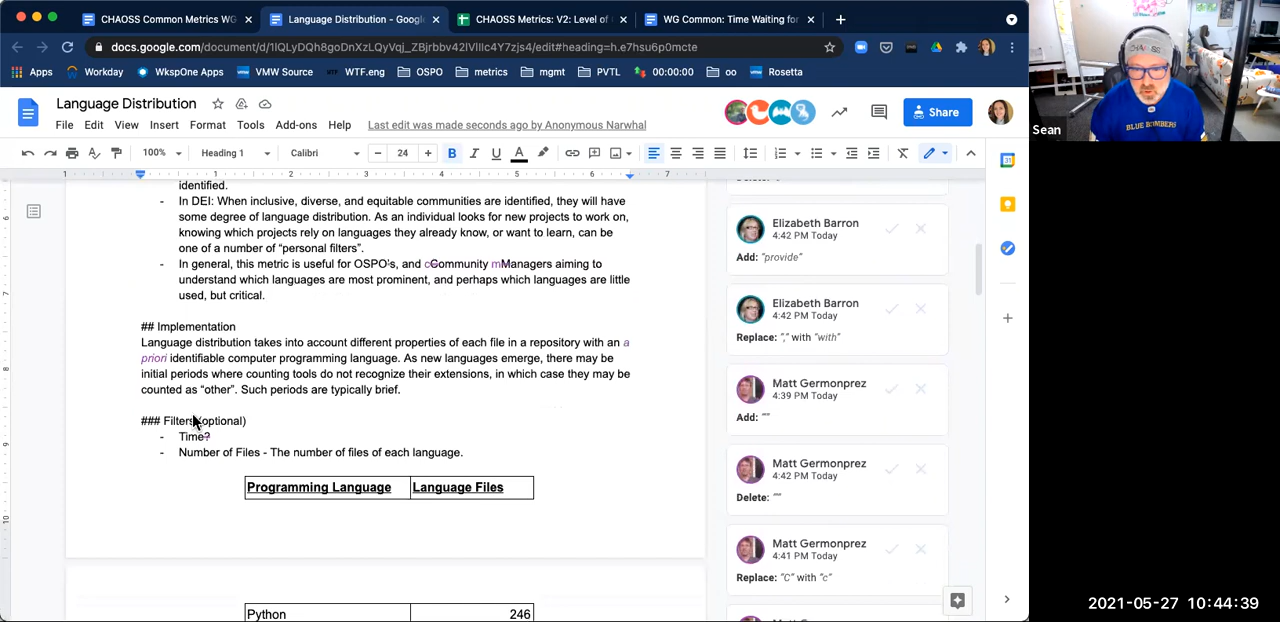 CHAOSS Common Metrics WG
Language Distribution - Google
CHAOSS Metrics: V2: Level of
WG Common: Time Waiting for
docs.google.com/document/d/1lQLyDQh8goDnXzLQyVqj_ZBjrbbv42IVlIIc4Y7zjs4/edit#heading=h.e7hsu6p0mcte
Apps
Workday
WkspOne Apps
VMW Source
WTF.eng
OSPO
metrics
mgmt
PVTL
00:00:00
oo
Rosetta
Language Distribution
File Edit View Insert Format Tools Add-ons Help
Last edit was made seconds ago by Anonymous Narwhal
Share
100%
Heading 1
Calibri
24
B I U A
1 1 2 3 4 5 6 7
identified.
- In DEI: When inclusive, diverse, and equitable communities are identified, they will have
some degree of language distribution. As an individual looks for new projects to work on,
knowing which projects rely on languages they already know, or want to learn, can be
one of a number of “personal filters”.
- In general, this metric is useful for OSPO's, and cCommunity mManagers aiming to
understand which languages are most prominent, and perhaps which languages are little
used, but critical.
## Implementation
Language distribution takes into account different properties of each file in a repository with an a
priori identifiable computer programming language. As new languages emerge, there may be
initial periods where counting tools do not recognize their extensions, in which case they may be
counted as “other”. Such periods are typically brief.
### Filters (optional)
- Time?
- Number of Files - The number of files of each language.
Programming Language Language Files
Python 246
Elizabeth Barron
4:42 PM Today
Add: “provide”
Elizabeth Barron
4:42 PM Today
Replace: “,” with “with”
Matt Germonprez
4:39 PM Today
Add: “”
Matt Germonprez
4:42 PM Today
Delete: “”
Matt Germonprez
4:41 PM Today
Replace: “C” with “c”
Sean
CHAOSS
BLUE BOMBERS
2021-05-27 10:44:39